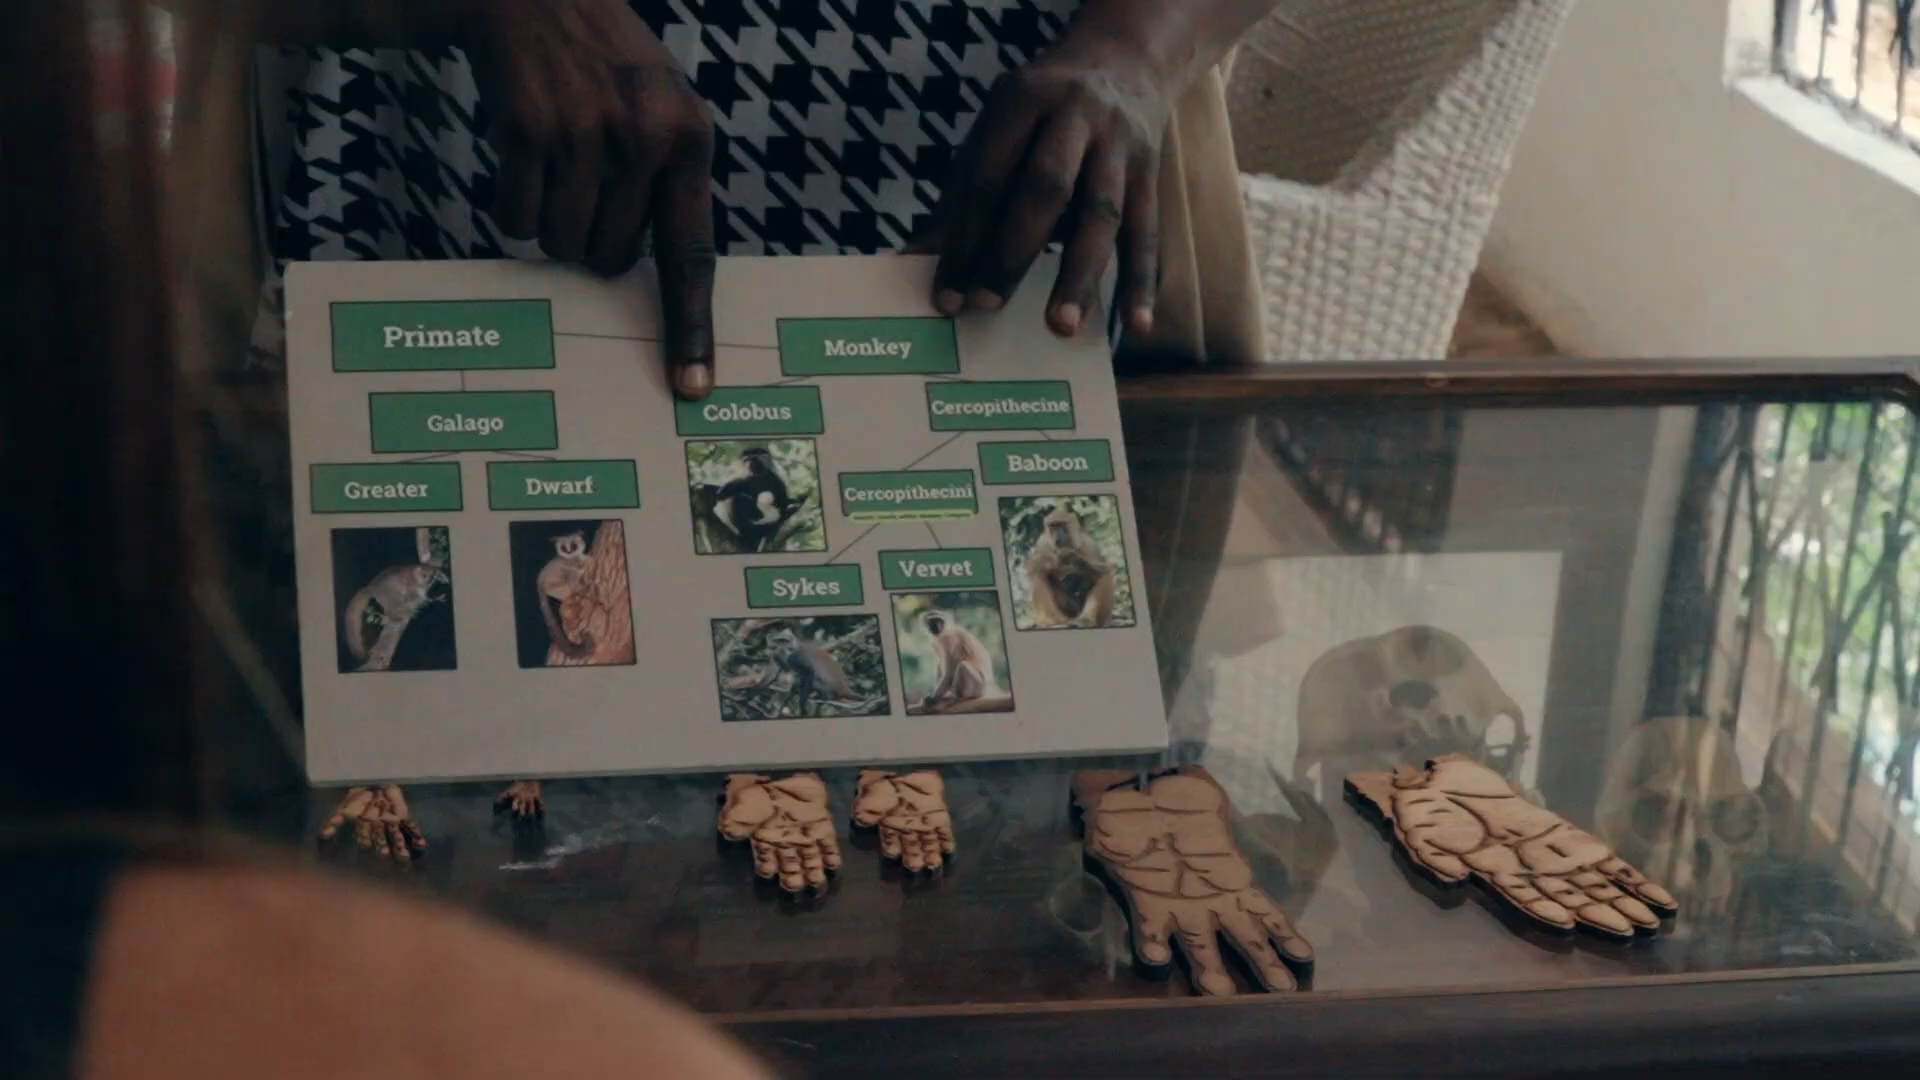 Primate
Monkey
Galago
Colobus
Cercopithecine
Greater
Dwarf
Cercopithecini
Baboon
Sykes
Vervet